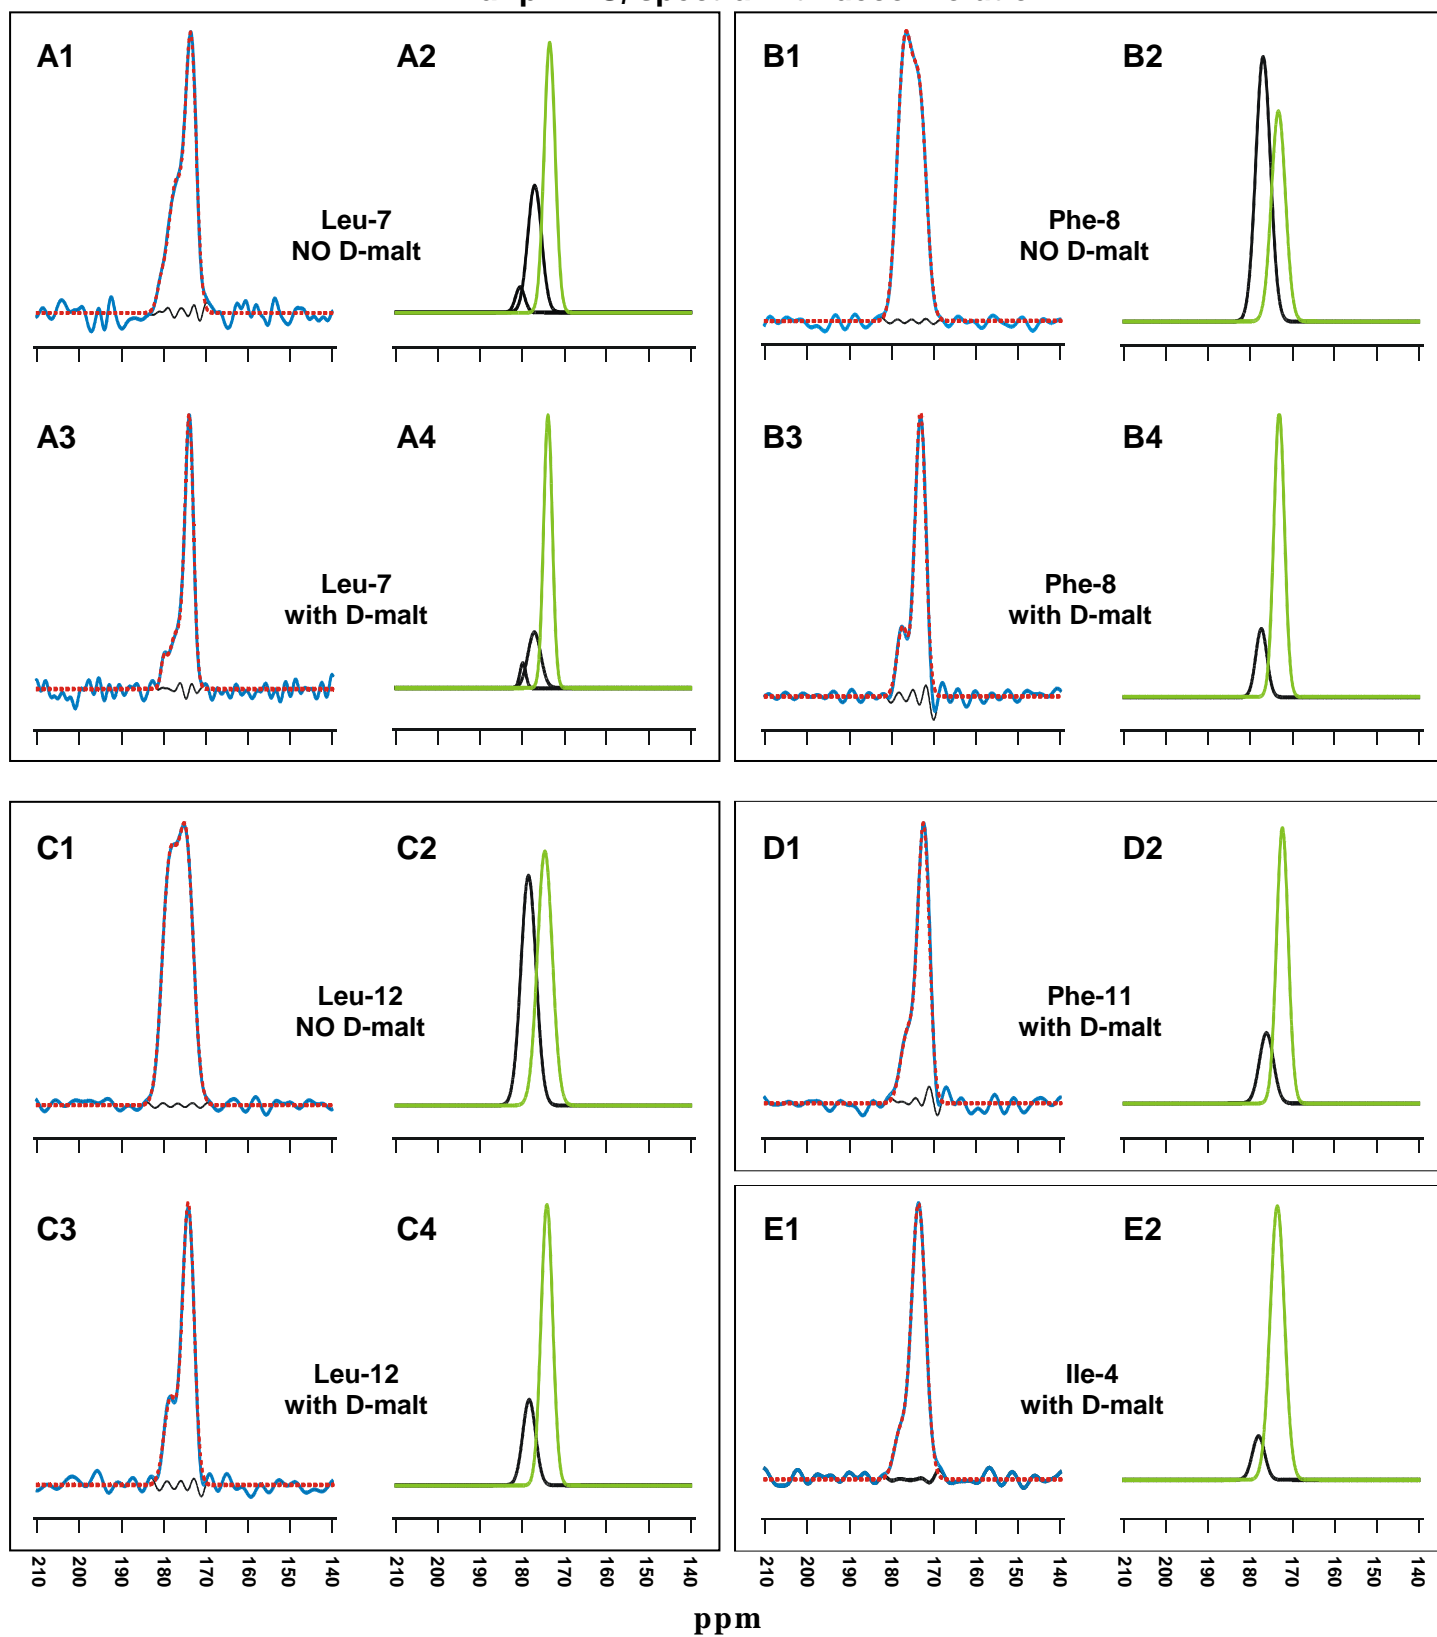 A1 A2
Leu-7
NO D-malt
B1 B2
Phe-8
NO D-malt
A3 A4
Leu-7
with D-malt
B3 B4
Phe-8
with D-malt
C1 C2
Leu-12
NO D-malt
D1 D2
Phe-11
with D-malt
C3 C4
Leu-12
with D-malt
E1 E2
Ile-4
with D-malt
210 200 190 180 170 160 150 140 210 200 190 180 170 160 150 140 210 200 190 180 170 160 150 140 210 200 190 180 170 160 150 140
ppm